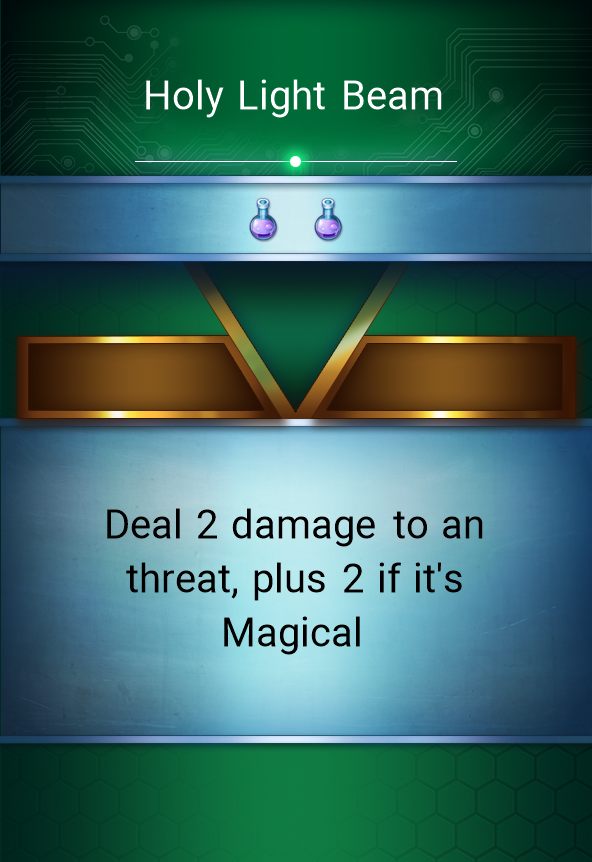 Holy Light Beam
Deal 2 damage to an
threat, plus 2 if it's
Magical